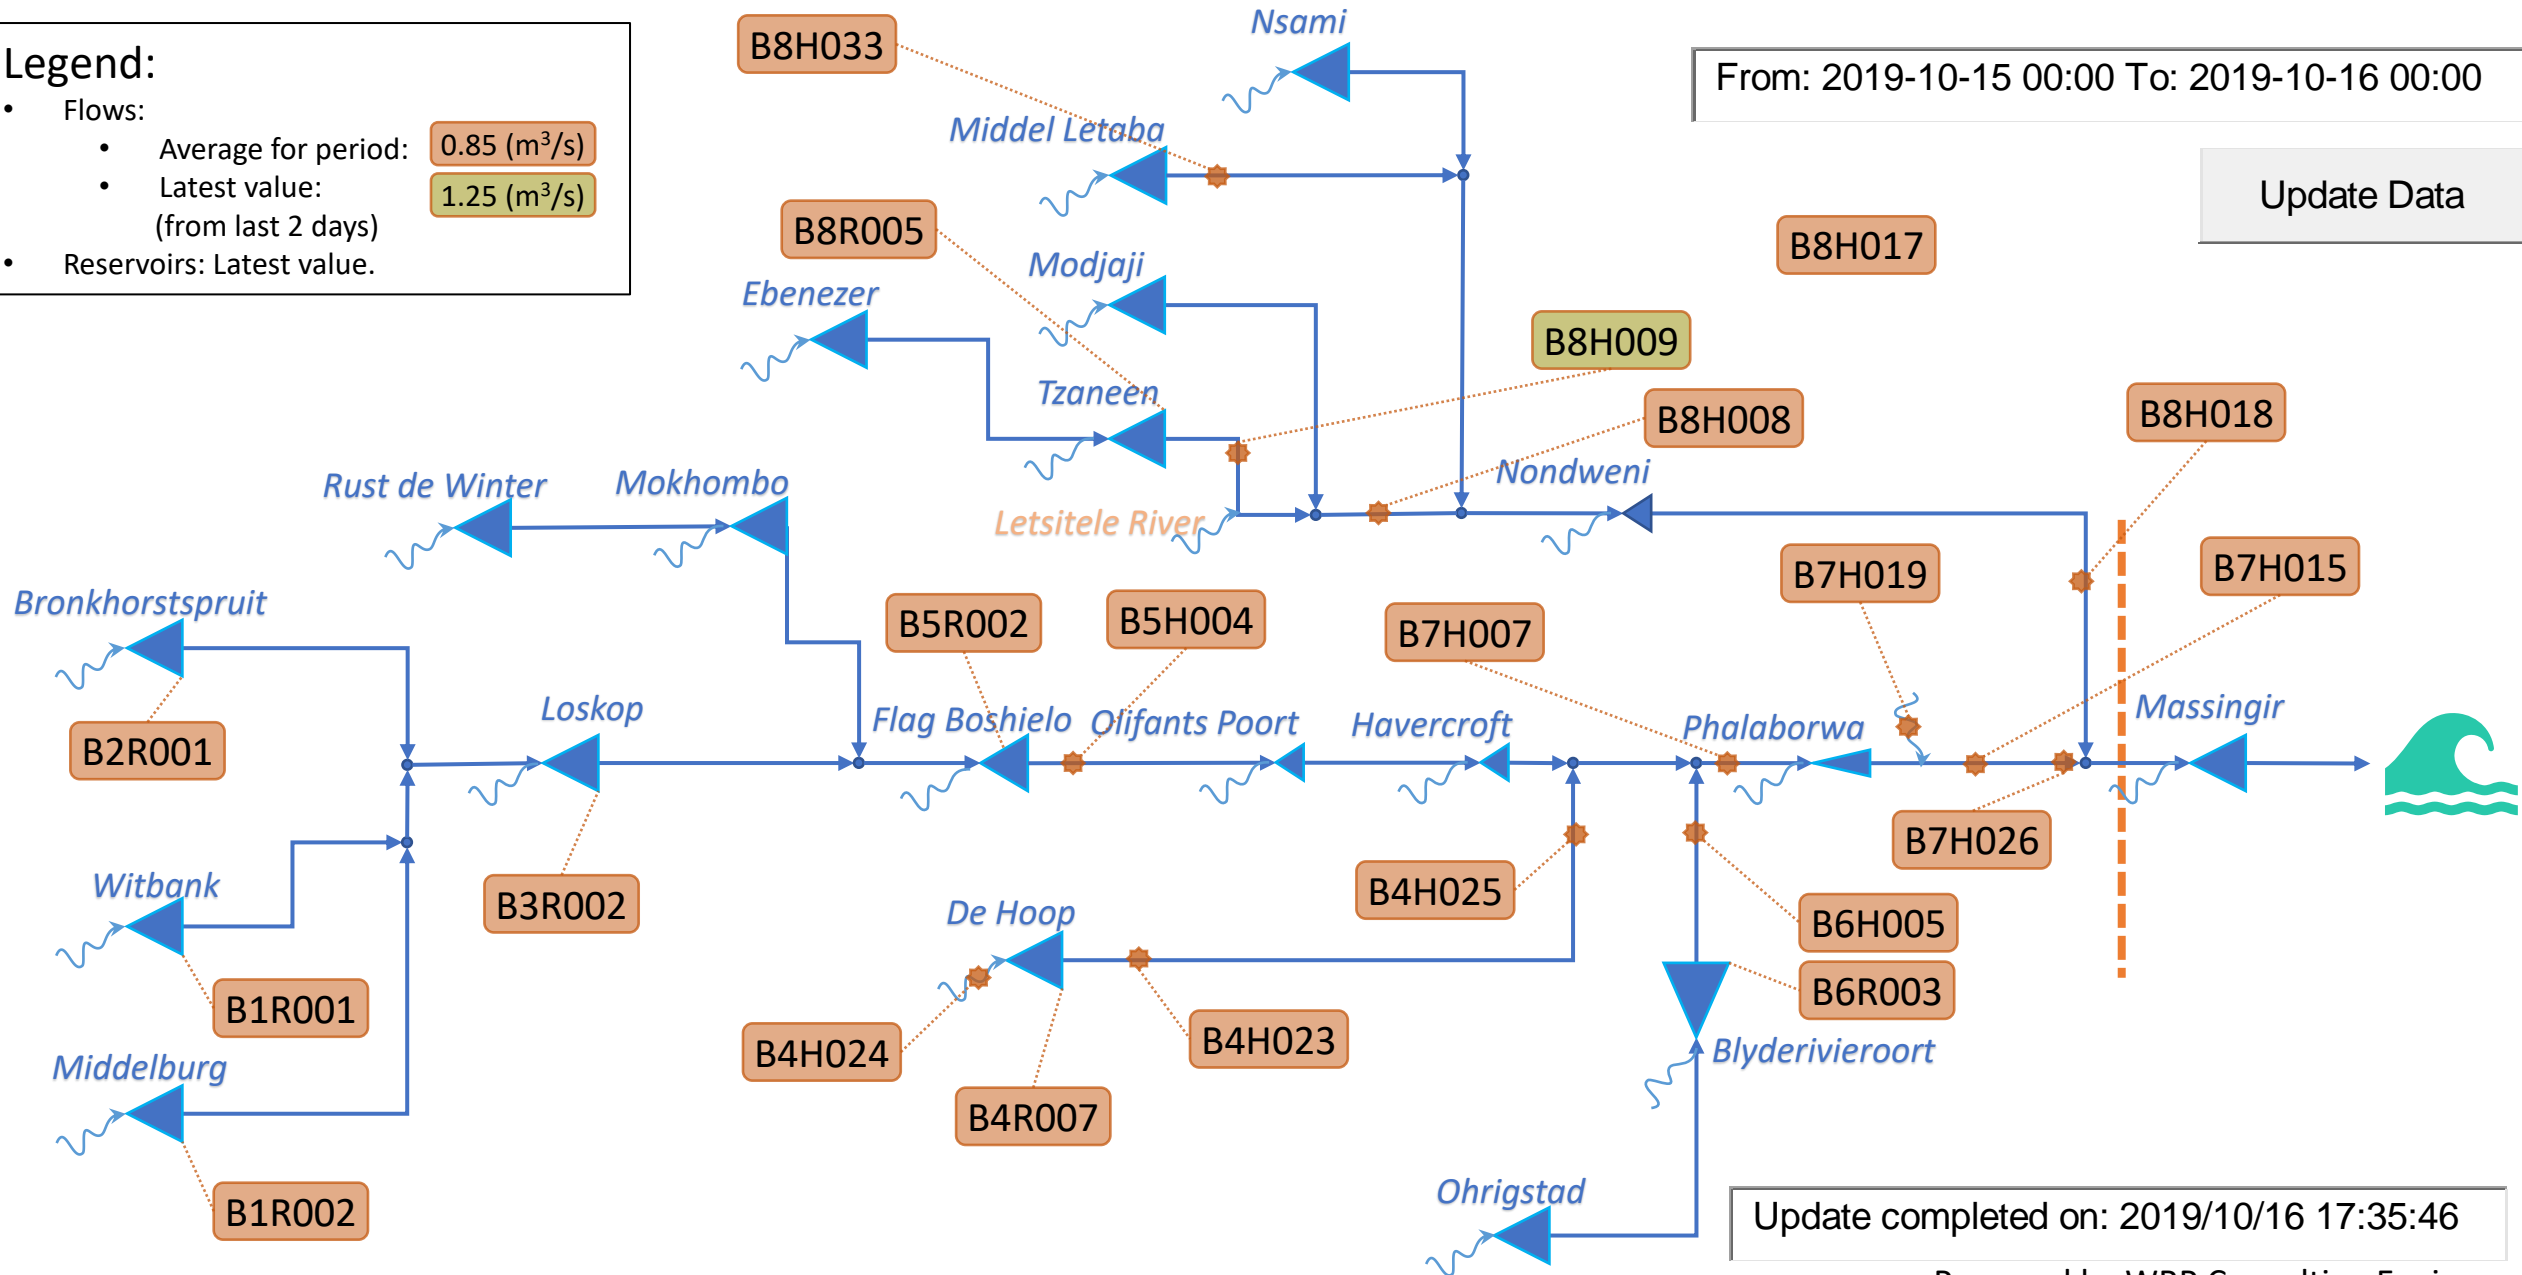 Legend:
• Flows:
• Average for period: 0.85 (m³/s)
• Latest value: 1.25 (m³/s)
(from last 2 days)
• Reservoirs: Latest value.
From: 2019-10-15 00:00 To: 2019-10-16 00:00
Update Data
Nsami
B8H033
Middel Letaba
B8R005
B8H017
Modjaji
Ebenezer
B8H009
Tzaneen
B8H008
B8H018
Rust de Winter
Mokhombo
Nondweni
Letsitele River
B7H019
B7H015
Bronkhorstspruit
B5R002
B5H004
B7H007
Loskop
Flag Boshielo
Olifants Poort
Havercroft
Phalaborwa
Massingir
B2R001
B7H026
Witbank
B3R002
De Hoop
B4H025
B6H005
B1R001
B6R003
B4H024
B4H023
Middelburg
Blyderivieroort
B4R007
B1R002
Ohrigstad
Update completed on: 2019/10/16 17:35:46